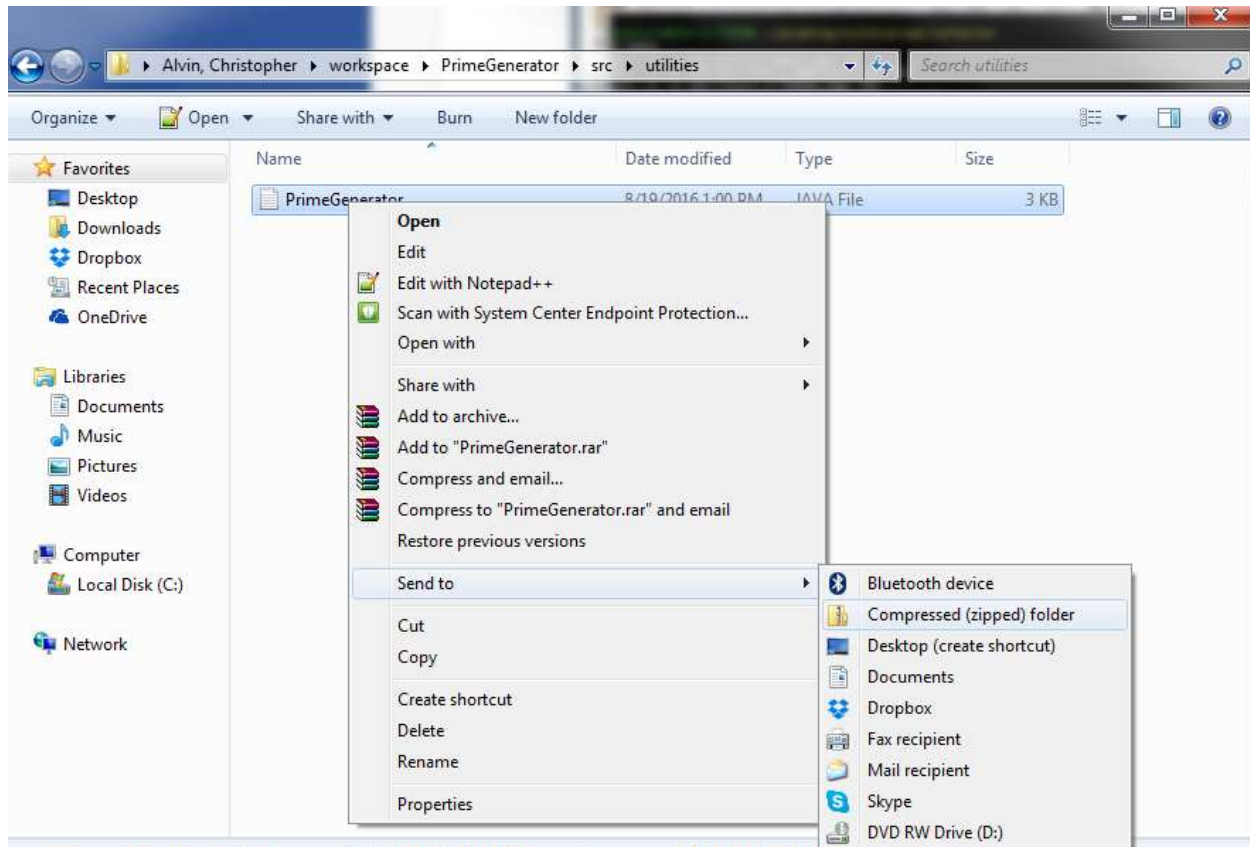 Alvin, Christopher workspace PrimeGenerator src utilities Search utilities
Organize Open Share with Burn New folder
Name Date modified Type Size
Favorites
Desktop
Downloads
Dropbox
Recent Places
OneDrive
Libraries
Documents
Music
Pictures
Videos
Computer
Local Disk (C:)
Network
PrimeGenerator 8/19/2016 1:00 PM JAVA File 3 KB
Open
Edit
Edit with Notepad++
Scan with System Center Endpoint Protection...
Open with
Share with
Add to archive...
Add to "PrimeGenerator.rar"
Compress and email...
Compress to "PrimeGenerator.rar" and email
Restore previous versions
Send to
Cut
Copy
Create shortcut
Delete
Rename
Properties
Bluetooth device
Compressed (zipped) folder
Desktop (create shortcut)
Documents
Dropbox
Fax recipient
Mail recipient
Skype
DVD RW Drive (D:)